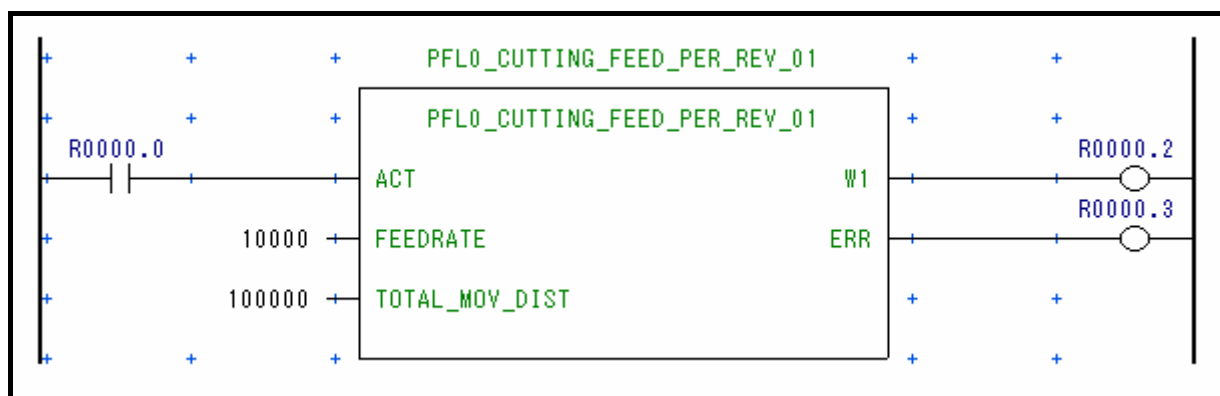 PFL0_CUTTING_FEED_PER_REV_01
PFL0_CUTTING_FEED_PER_REV_01
R0000.0
R0000.2
ACT
W1
R0000.3
10000
FEEDRATE
ERR
100000
TOTAL_MOV_DIST